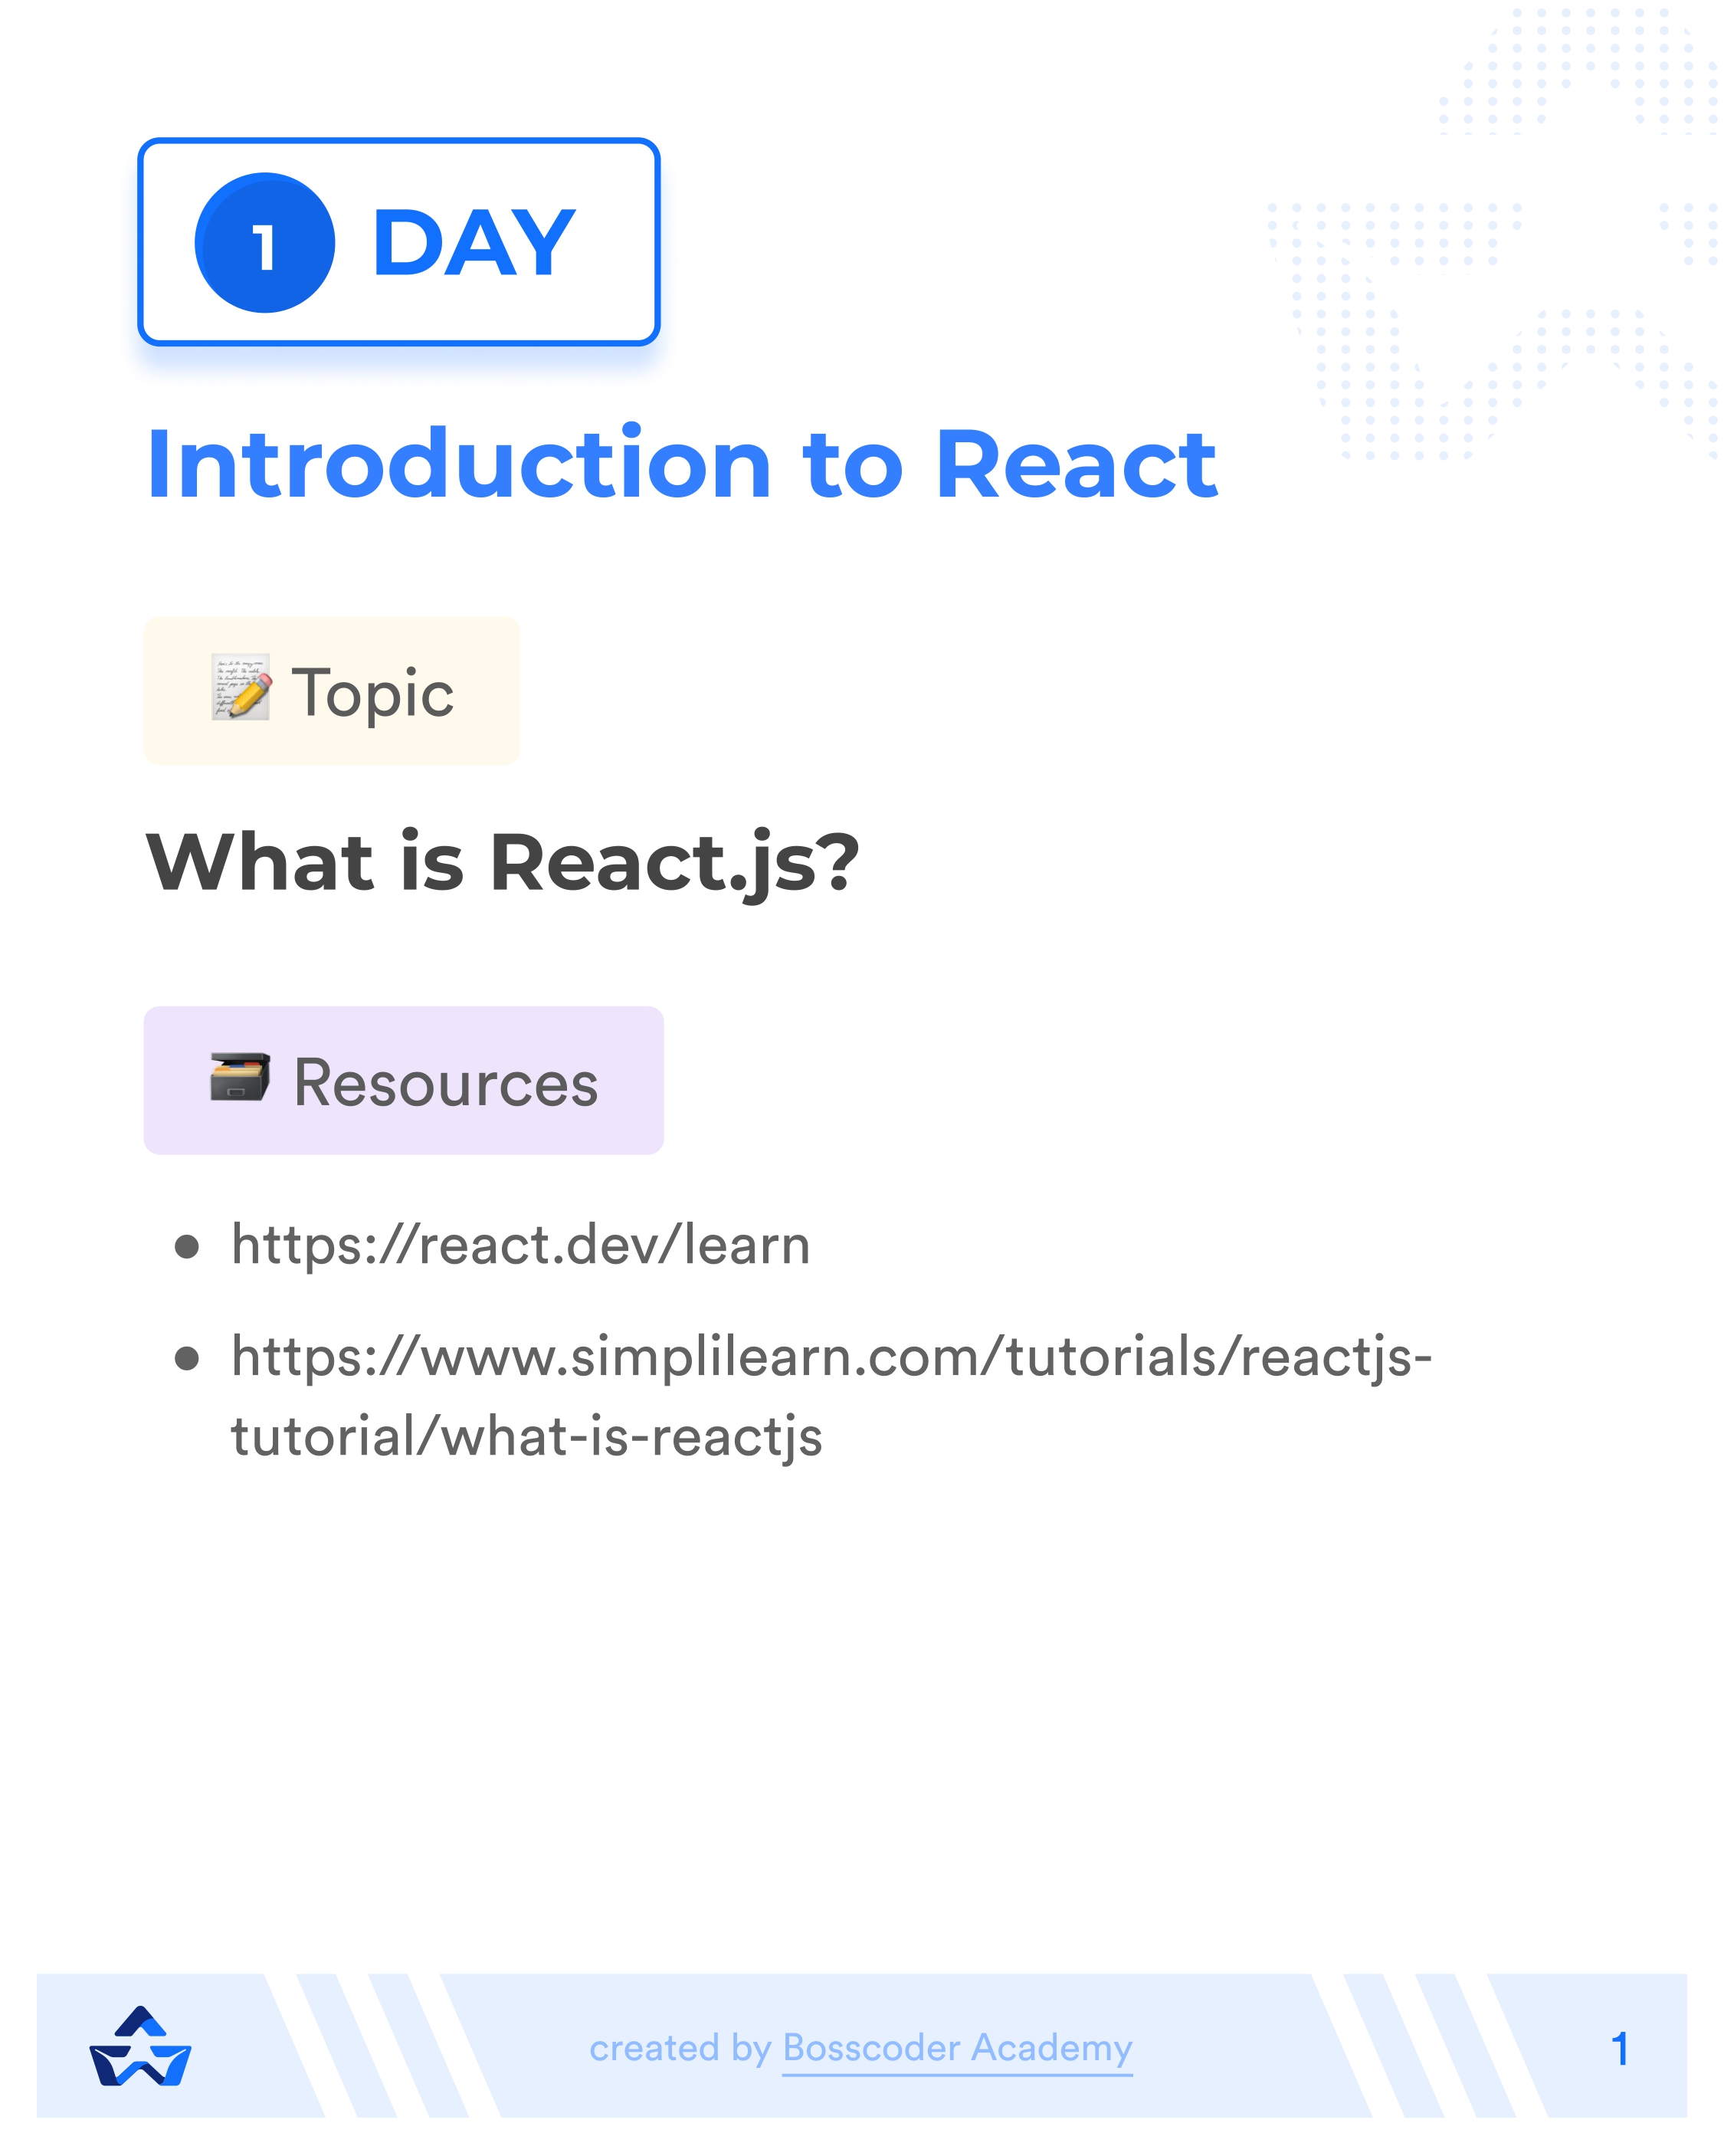 1 DAY
Introduction to React
Topic
What is React.js?
Resources
https://react.dev/learn
https://www.simplilearn.com/tutorials/reactjs-
tutorial/what-is-reactjs
created by Bosscoder Academy
1